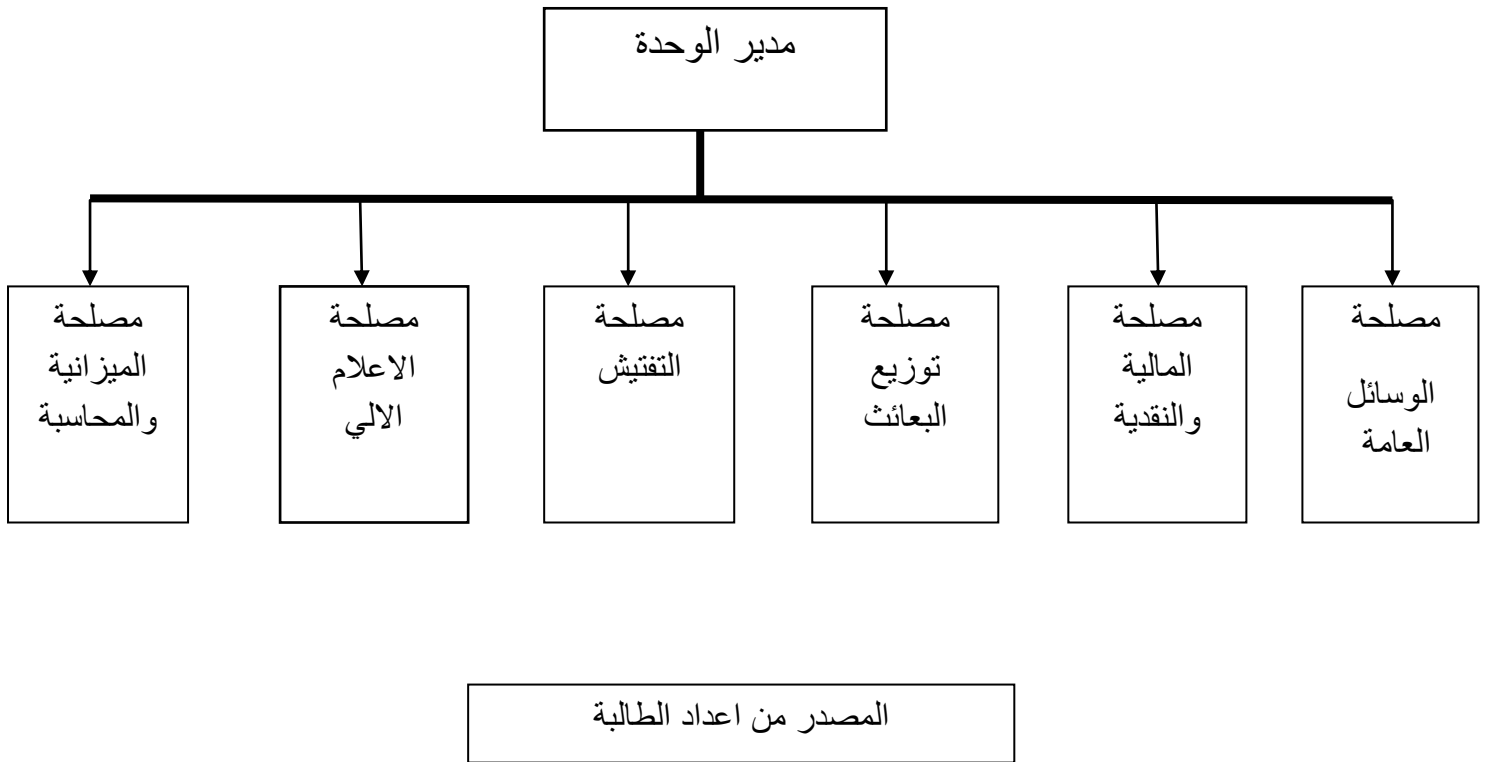 مدير الوحدة
مصلحة
الوسائل
العامة
مصلحة
المالية
والنقدية
مصلحة
توزيع
البعائث
مصلحة
التفتيش
مصلحة
الاعلام
الالي
مصلحة
الميزانية
والمحاسبة
المصدر من اعداد الطالبة